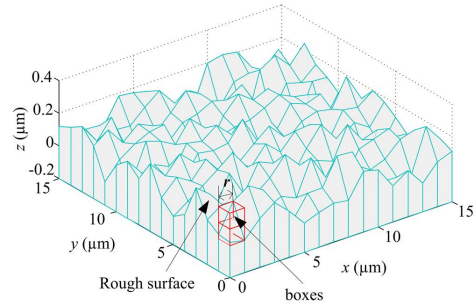 0.4
0.2
0
-0.2
z (μm)
15
10
5
0
y (μm)
0
5
10
15
x (μm)
r
Rough surface
boxes